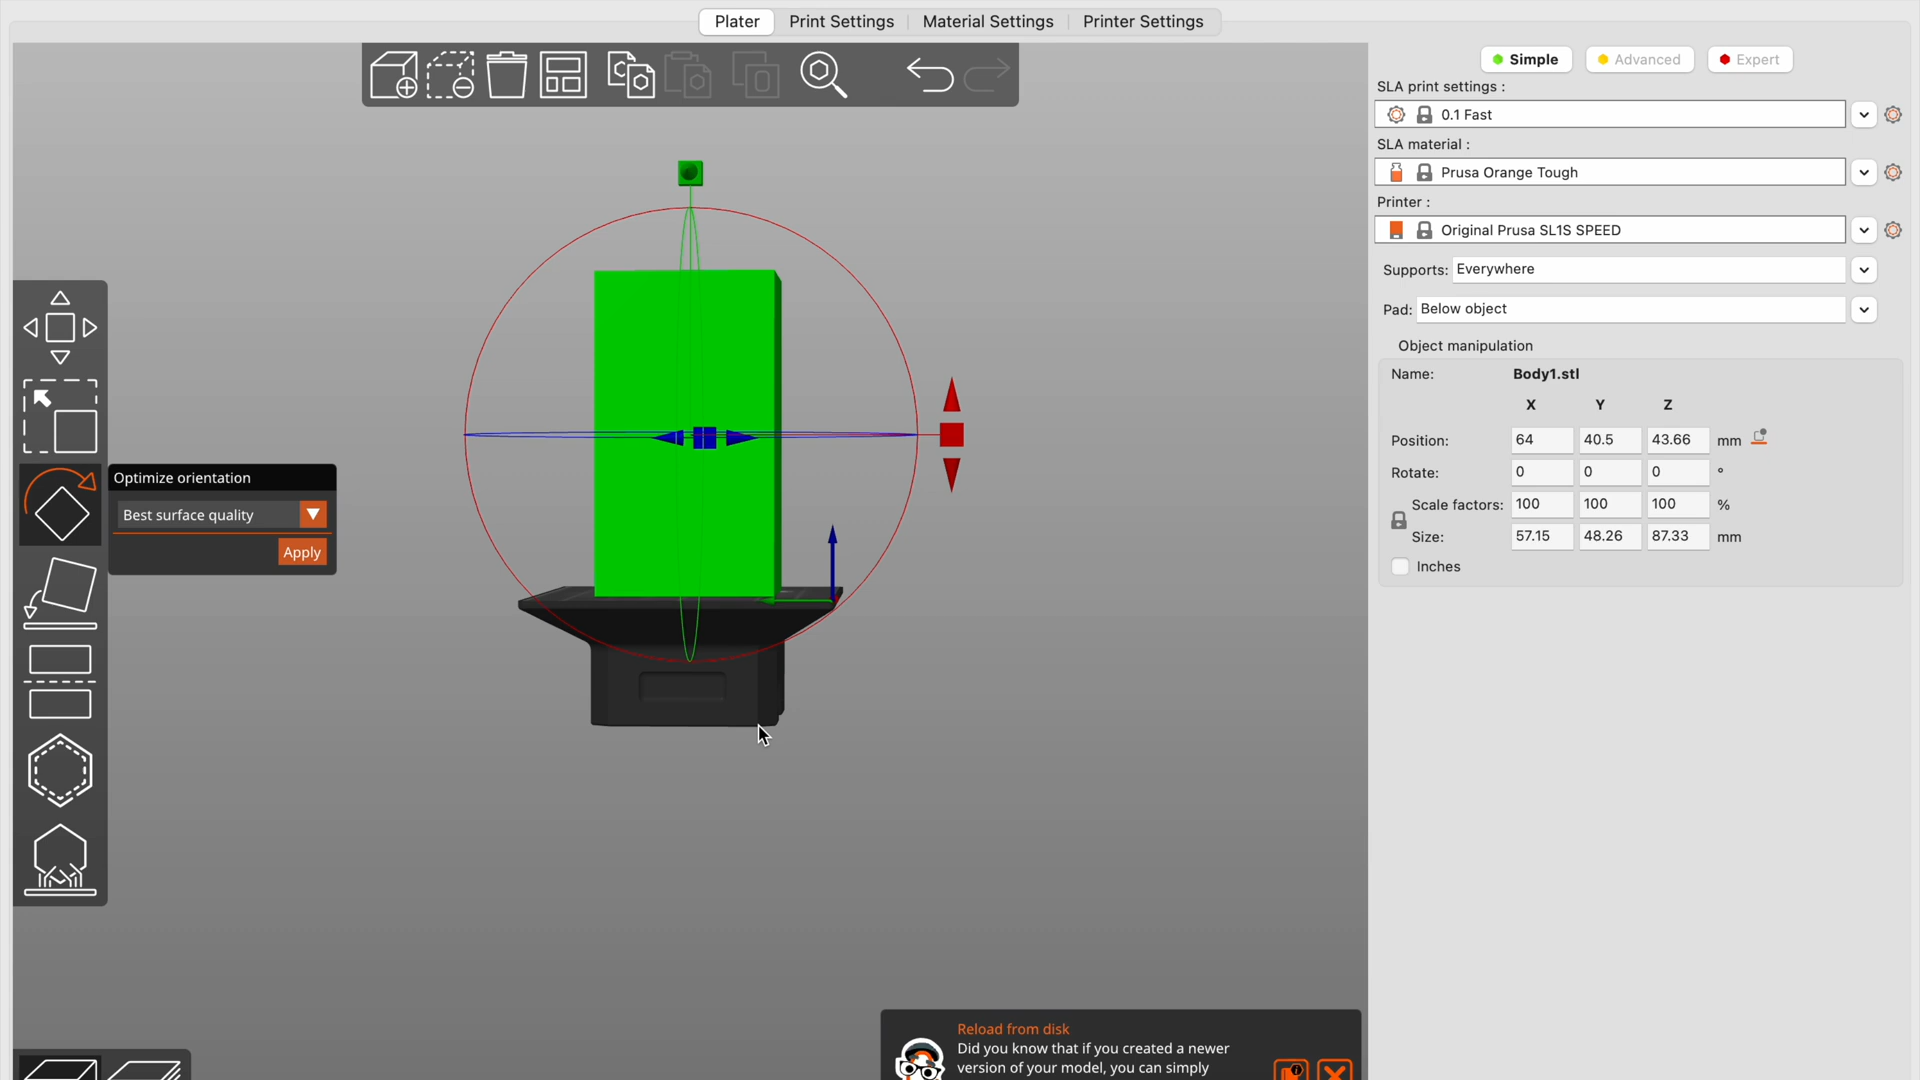 Plater
Print Settings
Material Settings
Printer Settings
Simple
Advanced
Expert
SLA print settings :
0.1 Fast
SLA material :
Prusa Orange Tough
Printer :
Original Prusa SL1S SPEED
Supports: Everywhere
Pad: Below object
Object manipulation
Name: Body1.stl
X Y Z
Position: 64 40.5 43.66 mm
Rotate: 0 0 0 °
Scale factors: 100 100 100 %
Size: 57.15 48.26 87.33 mm
Inches
Optimize orientation
Best surface quality
Apply
Reload from disk
Did you know that if you created a newer
version of your model, you can simply